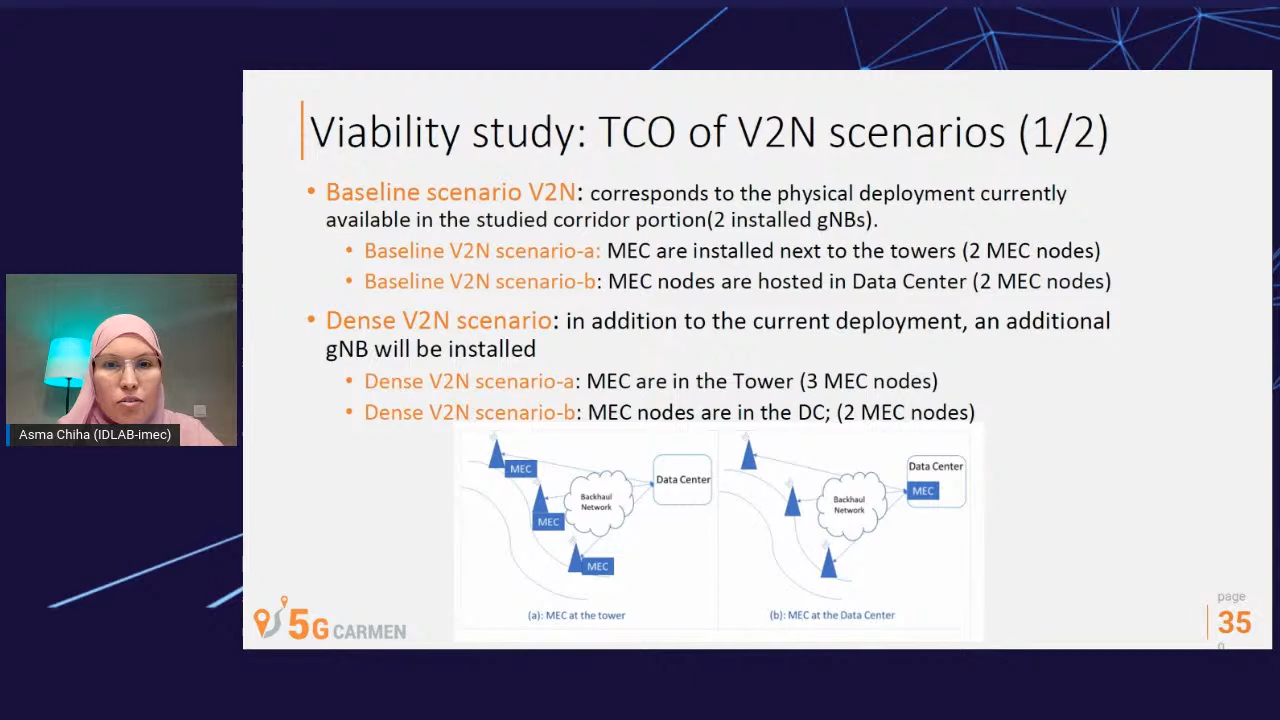 Viability study: TCO of V2N scenarios (1/2)
• Baseline scenario V2N: corresponds to the physical deployment currently
available in the studied corridor portion(2 installed gNBs).
• Baseline V2N scenario-a: MEC are installed next to the towers (2 MEC nodes)
• Baseline V2N scenario-b: MEC nodes are hosted in Data Center (2 MEC nodes)
• Dense V2N scenario: in addition to the current deployment, an additional
gNB will be installed
• Dense V2N scenario-a: MEC are in the Tower (3 MEC nodes)
• Dense V2N scenario-b: MEC nodes are in the DC; (2 MEC nodes)
MEC
MEC
MEC
Backhaul
Network
Data Center
(a): MEC at the tower
Backhaul
Network
Data Center
MEC
(b): MEC at the Data Center
Asma Chiha (IDLAB-imec)
5G CARMEN
page
35